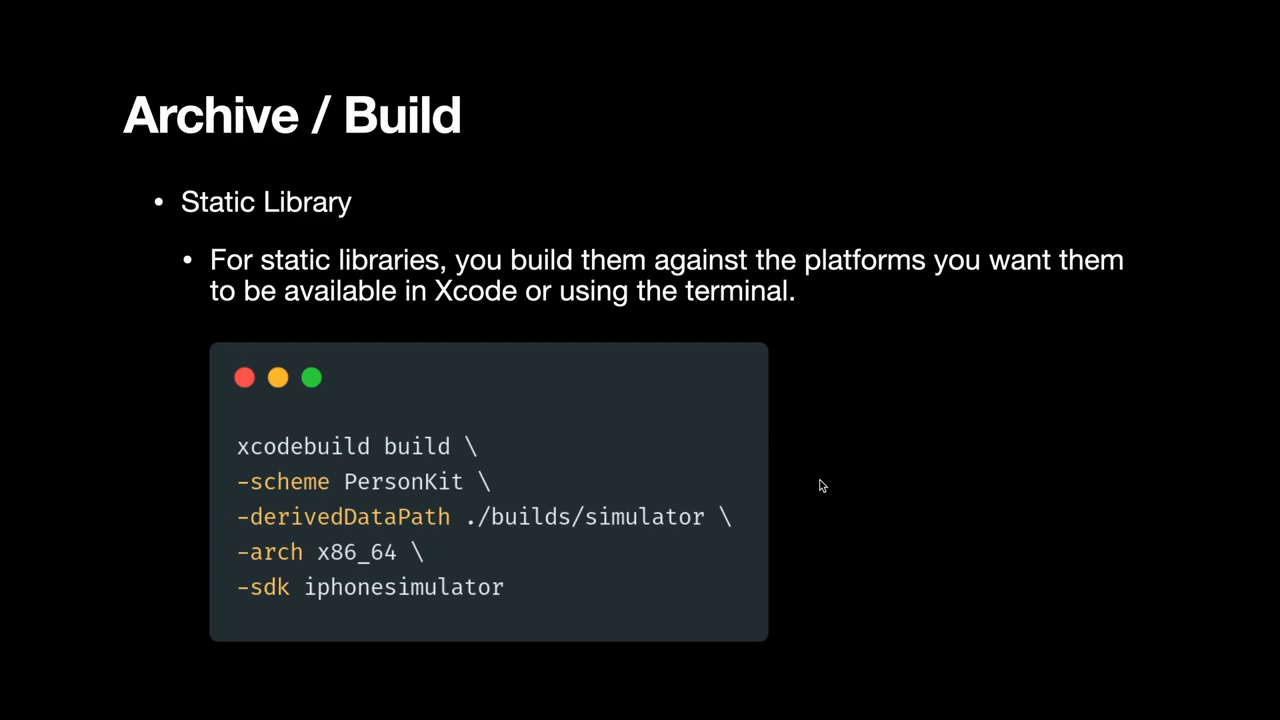 Archive / Build
• Static Library
• For static libraries, you build them against the platforms you want them
to be available in Xcode or using the terminal.
xcodebuild build \
-scheme PersonKit \
-derivedDataPath ./builds/simulator \
-arch x86_64 \
-sdk iphonesimulator